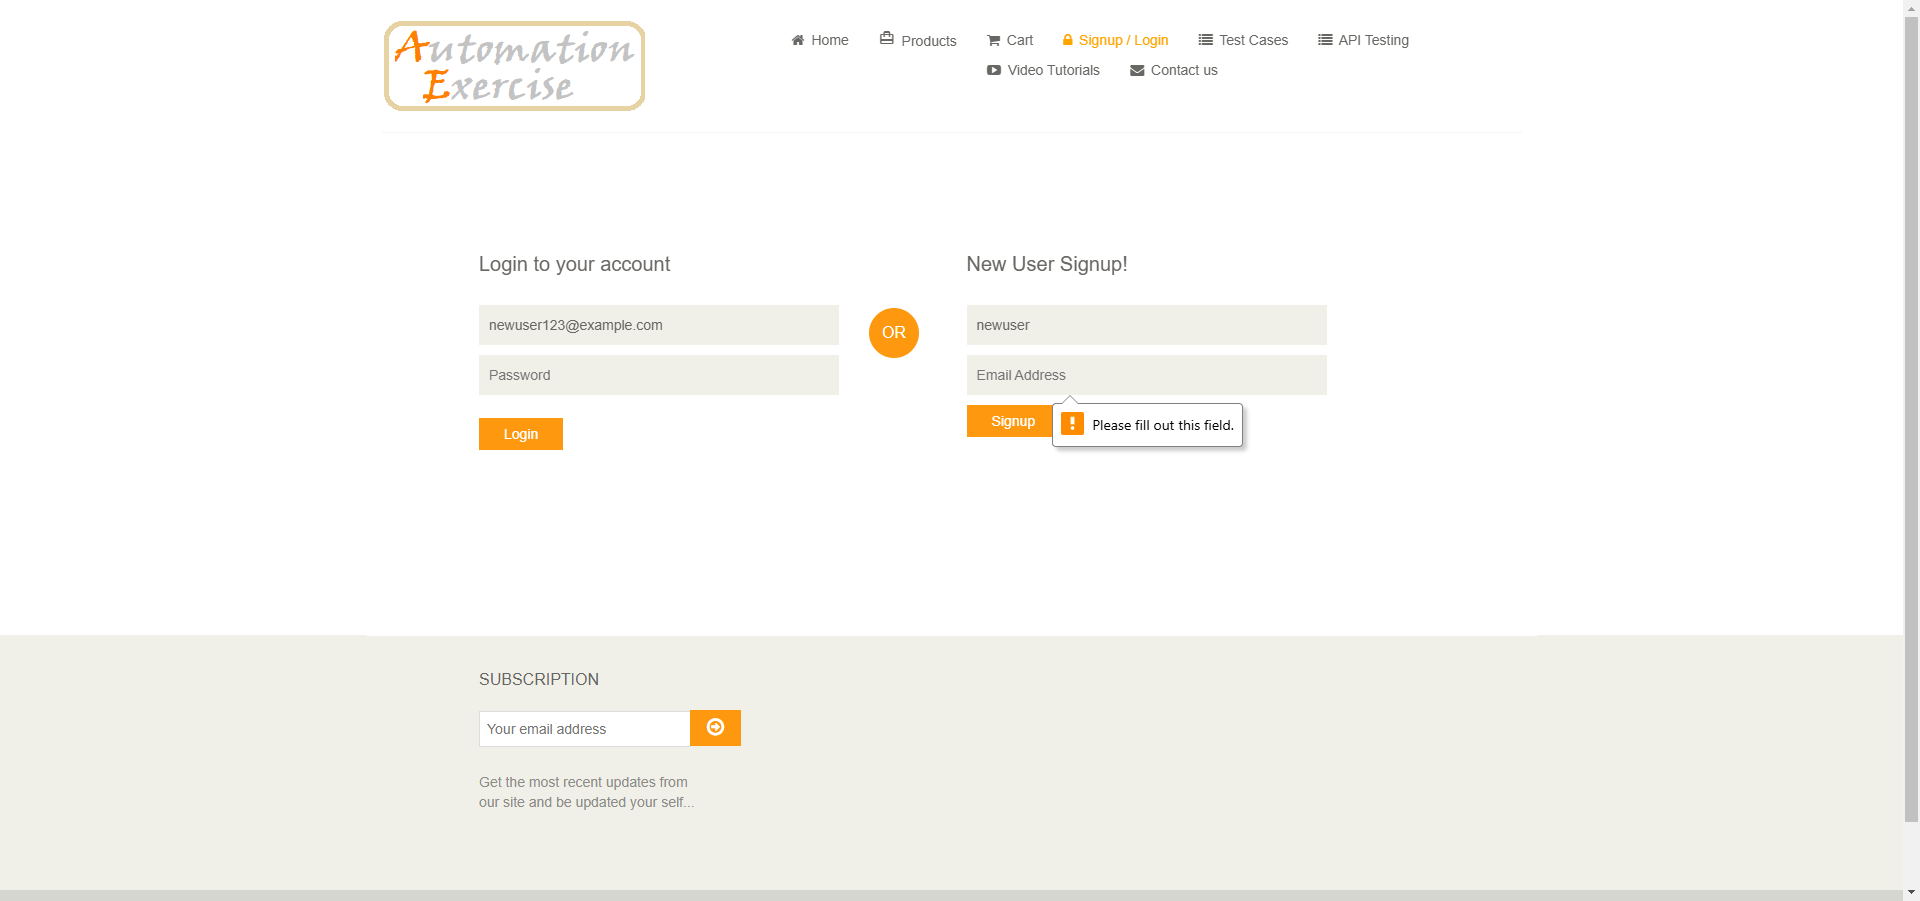 Automation
Exercise
Home
Products
Cart
Signup / Login
Test Cases
API Testing
Video Tutorials
Contact us
Login to your account
newuser123@example.com
Password
Login
OR
New User Signup!
newuser
Email Address
Signup
Please fill out this field.
SUBSCRIPTION
Your email address
Get the most recent updates from
our site and be updated your self...